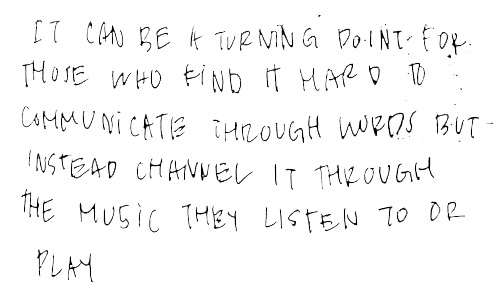 IT CAN BE A TURNING POINT FOR
THOSE WHO FIND IT HARD TO
COMMUNICATE THROUGH WORDS BUT
INSTEAD CHANNEL IT THROUGH
THE MUSIC THEY LISTEN TO OR
PLAY